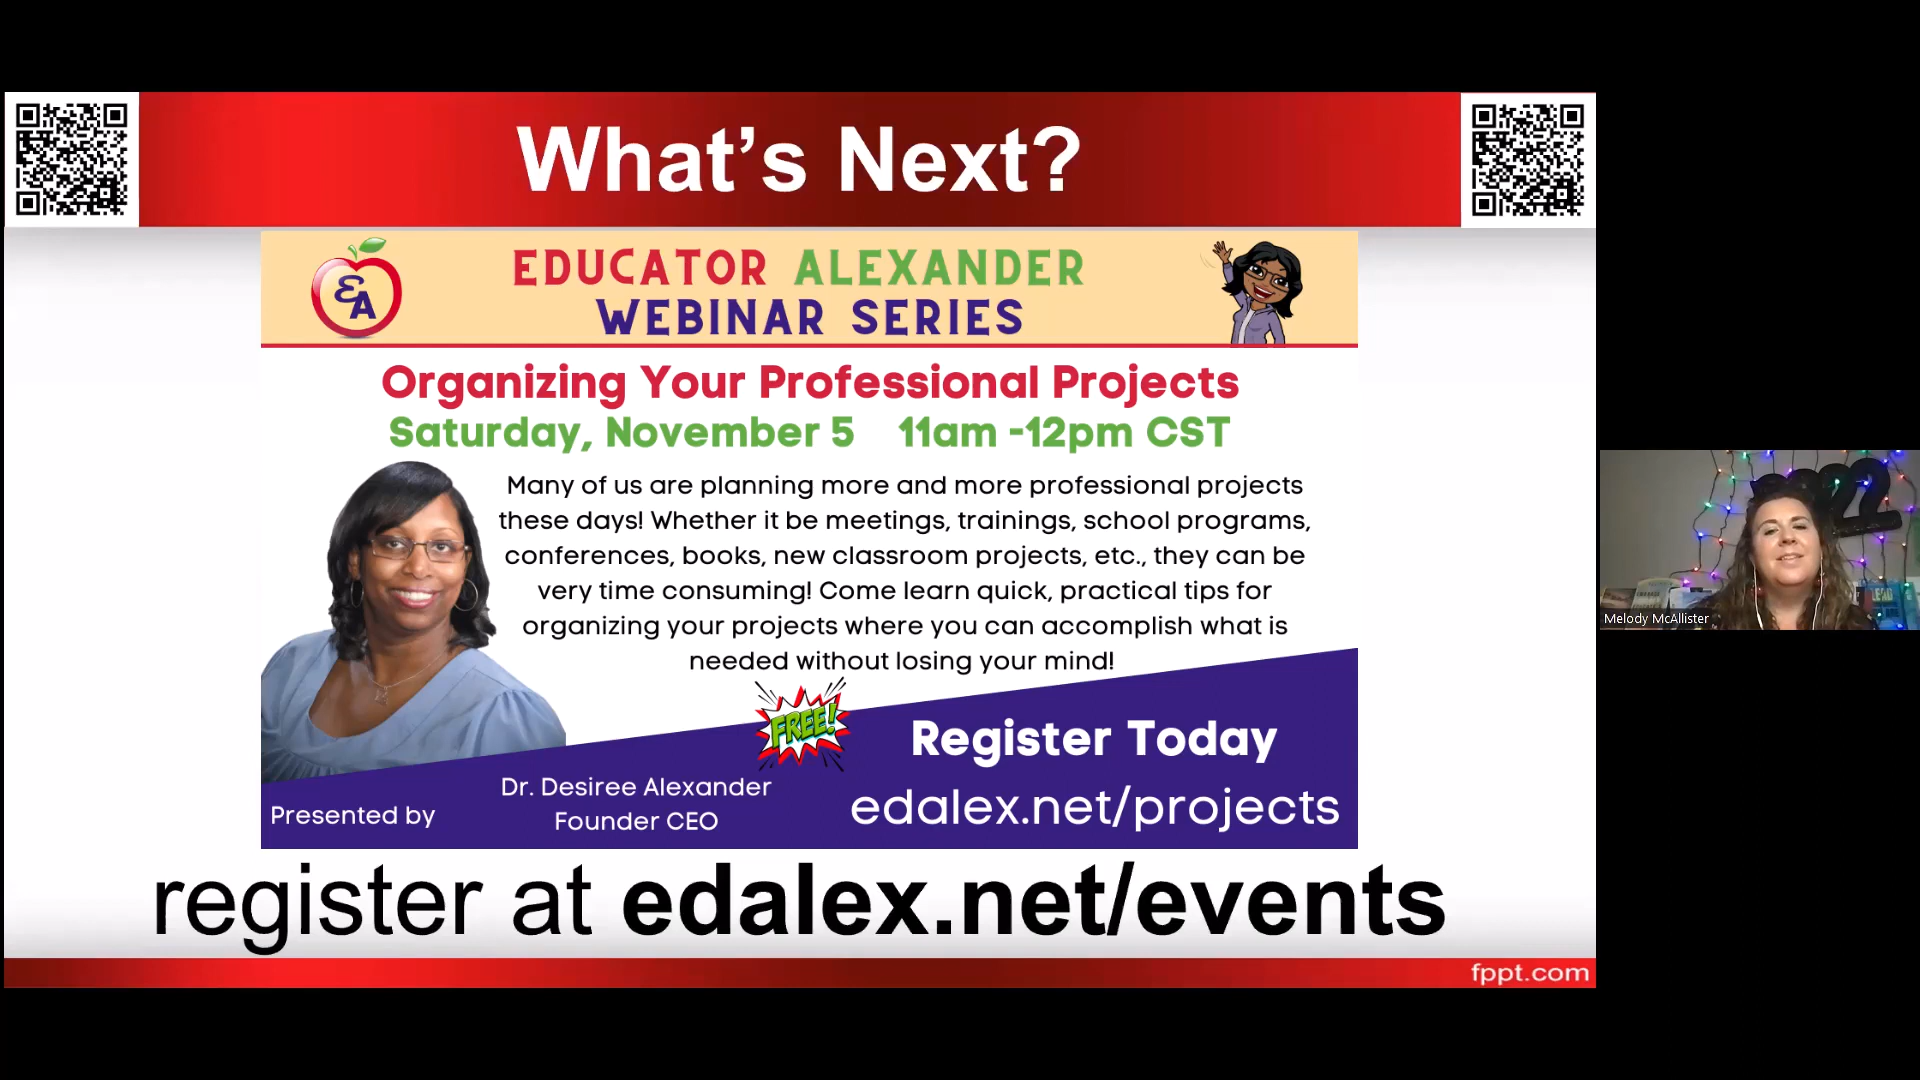 What's Next?
EA
EDUCATOR ALEXANDER
WEBINAR SERIES
Organizing Your Professional Projects
Saturday, November 5 11am -12pm CST
Many of us are planning more and more professional projects
these days! Whether it be meetings, trainings, school programs,
conferences, books, new classroom projects, etc., they can be
very time consuming! Come learn quick, practical tips for
organizing your projects where you can accomplish what is
needed without losing your mind!
FREE!
Register Today
edalex.net/projects
Presented by
Dr. Desiree Alexander
Founder CEO
register at edalex.net/events
fppt.com
22
Melody McAllister